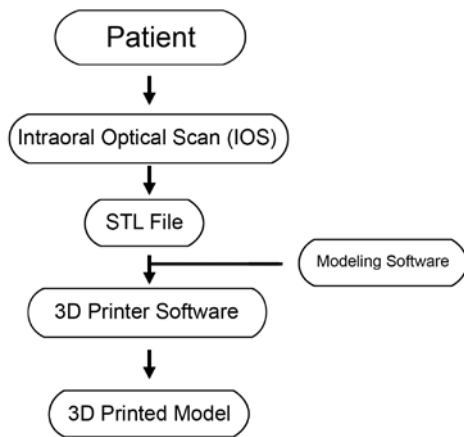 Patient
Intraoral Optical Scan (IOS)
STL File
Modeling Software
3D Printer Software
3D Printed Model